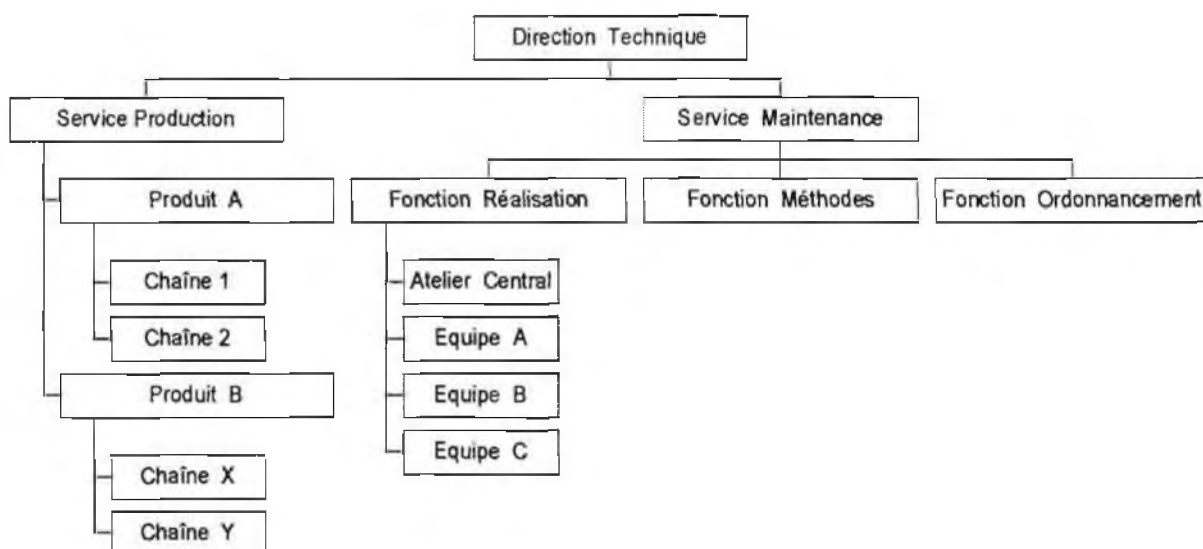 Direction Technique
Service Production
Service Maintenance
Produit A
Fonction Réalisation
Fonction Méthodes
Fonction Ordonnancement
Chaîne 1
Atelier Central
Chaîne 2
Equipe A
Produit B
Equipe B
Chaîne X
Equipe C
Chaîne Y